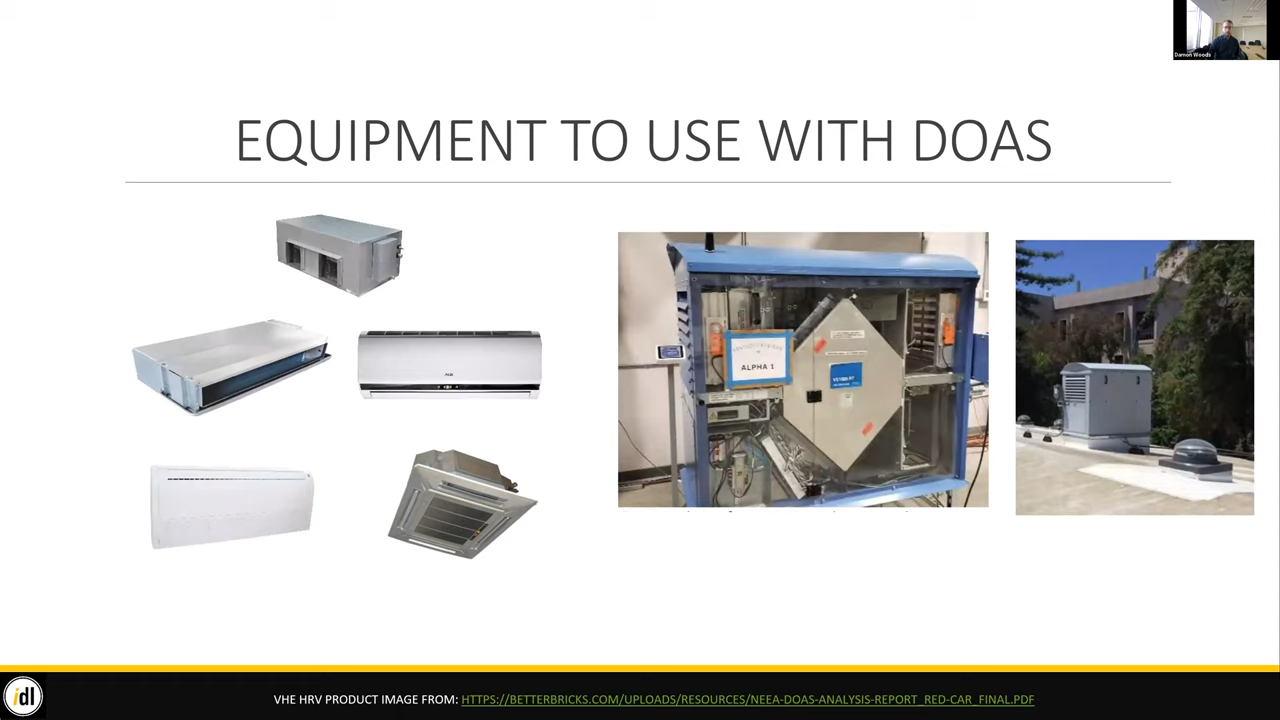 Damon Woods
EQUIPMENT TO USE WITH DOAS
ALPHA 1
idl
VHE HRV PRODUCT IMAGE FROM: HTTPS://BETTERBRICKS.COM/UPLOADS/RESOURCES/NEEA-DOAS-ANALYSIS-REPORT_RED-CAR_FINAL.PDF